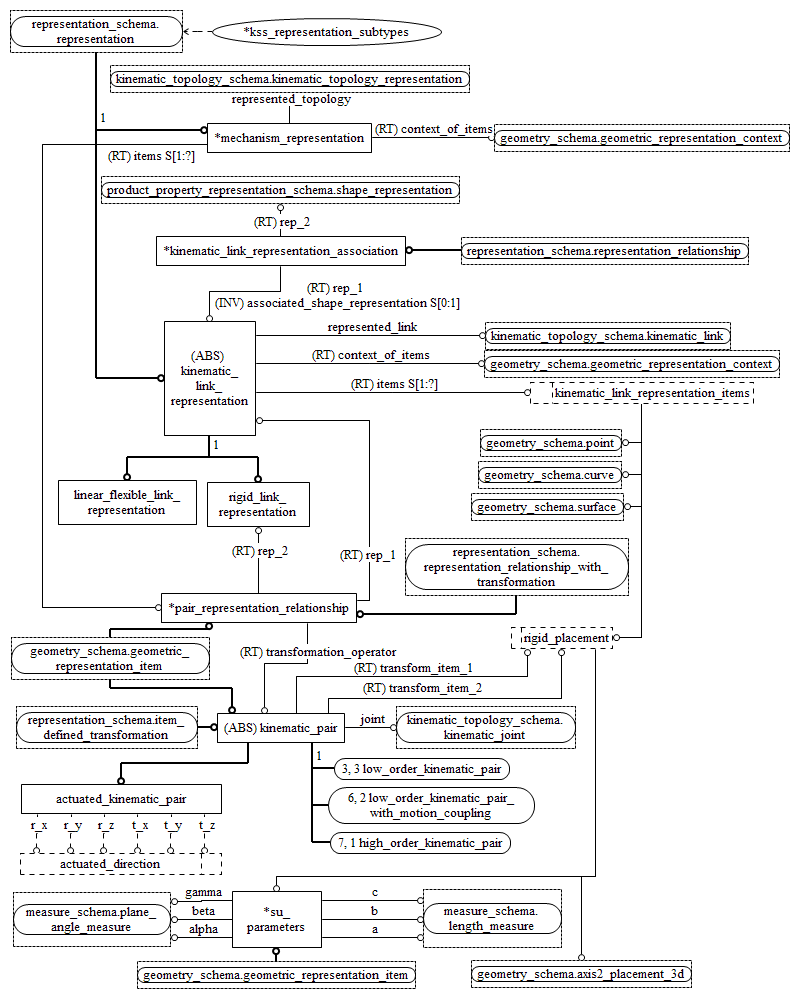 representation_schema.
representation
*kss_representation_subtypes
kinematic_topology_schema.kinematic_topology_representation
represented_topology
1
*mechanism_representation
(RT) context_of_items
geometry_schema.geometric_representation_context
(RT) items S[1:?]
product_property_representation_schema.shape_representation
(RT) rep_2
*kinematic_link_representation_association
representation_schema.representation_relationship
(RT) rep_1
(INV) associated_shape_representation S[0:1]
(ABS)
kinematic_
link_
representation
represented_link
kinematic_topology_schema.kinematic_link
(RT) context_of_items
geometry_schema.geometric_representation_context
(RT) items S[1:?]
kinematic_link_representation_items
1
geometry_schema.point
geometry_schema.curve
geometry_schema.surface
linear_flexible_link_
representation
rigid_link_
representation
(RT) rep_2
(RT) rep_1
representation_schema.
representation_relationship_with_
transformation
*pair_representation_relationship
rigid_placement
geometry_schema.geometric_
representation_item
(RT) transformation_operator
(RT) transform_item_1
(RT) transform_item_2
representation_schema.item_
defined_transformation
(ABS) kinematic_pair
joint
kinematic_topology_schema.
kinematic_joint
1
3, 3 low_order_kinematic_pair
6, 2 low_order_kinematic_pair_
with_motion_coupling
7, 1 high_order_kinematic_pair
actuated_kinematic_pair
r_x r_y r_z t_x t_y t_z
actuated_direction
measure_schema.plane_
angle_measure
gamma
beta
alpha
*su_
parameters
c
b
a
measure_schema.
length_measure
geometry_schema.geometric_representation_item
geometry_schema.axis2_placement_3d